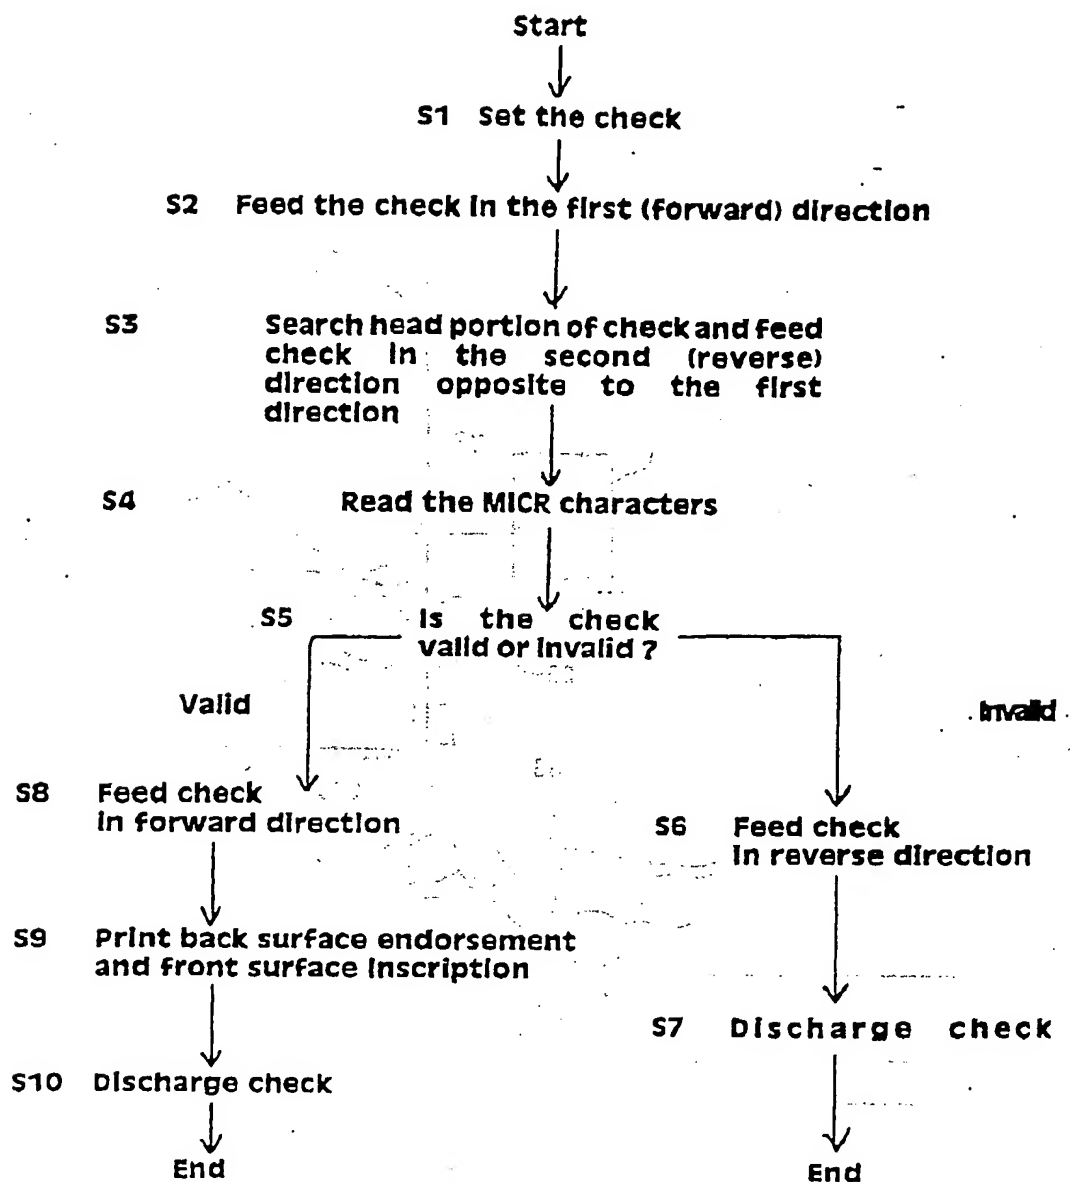 Start
S1 Set the check
S2 Feed the check in the first (forward) direction
S3 Search head portion of check and feed
check in the second (reverse)
direction opposite to the first
direction
S4 Read the MICR characters
S5 Is the check
valid or invalid ?
Valid
Invalid
S8 Feed check
in forward direction
S6 Feed check
in reverse direction
S9 Print back surface endorsement
and front surface inscription
S7 Discharge check
S10 Discharge check
End
End